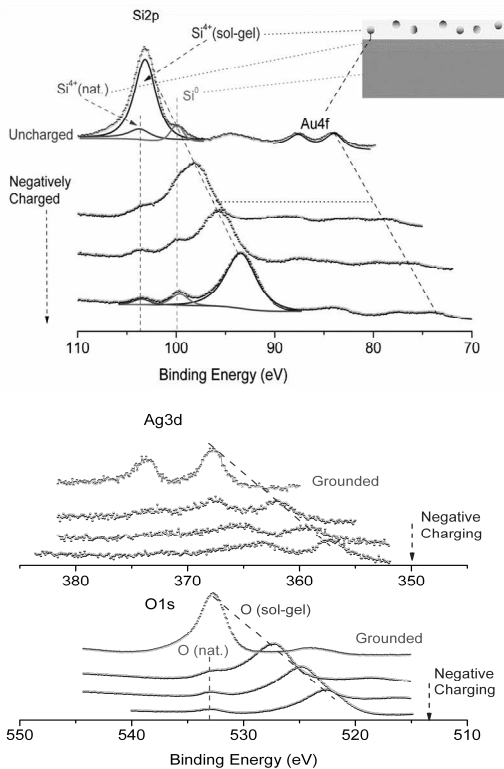 Si2p
Si⁴⁺(sol-gel)
Si⁴⁺(nat.)
Si⁰
Uncharged
Au4f
Negatively
Charged
110 100 90 80 70
Binding Energy (eV)
Ag3d
Grounded
Negative
Charging
380 370 360 350
O1s
O (sol-gel)
O (nat.)
Grounded
Negative
Charging
550 540 530 520 510
Binding Energy (eV)